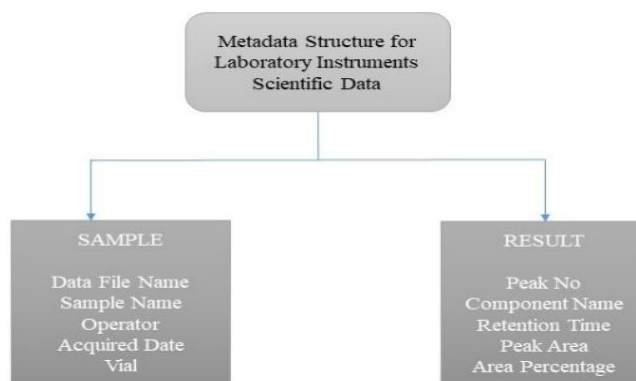 Metadata Structure for
Laboratory Instruments
Scientific Data
SAMPLE
Data File Name
Sample Name
Operator
Acquired Date
Vial
RESULT
Peak No
Component Name
Retention Time
Peak Area
Area Percentage